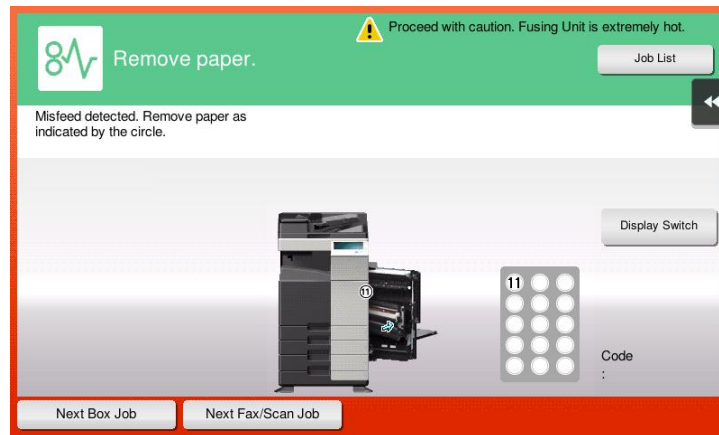 Proceed with caution. Fusing Unit is extremely hot.
Remove paper.
Job List
Misfeed detected. Remove paper as
indicated by the circle.
Display Switch
11
11
Code
:
Next Box Job
Next Fax/Scan Job